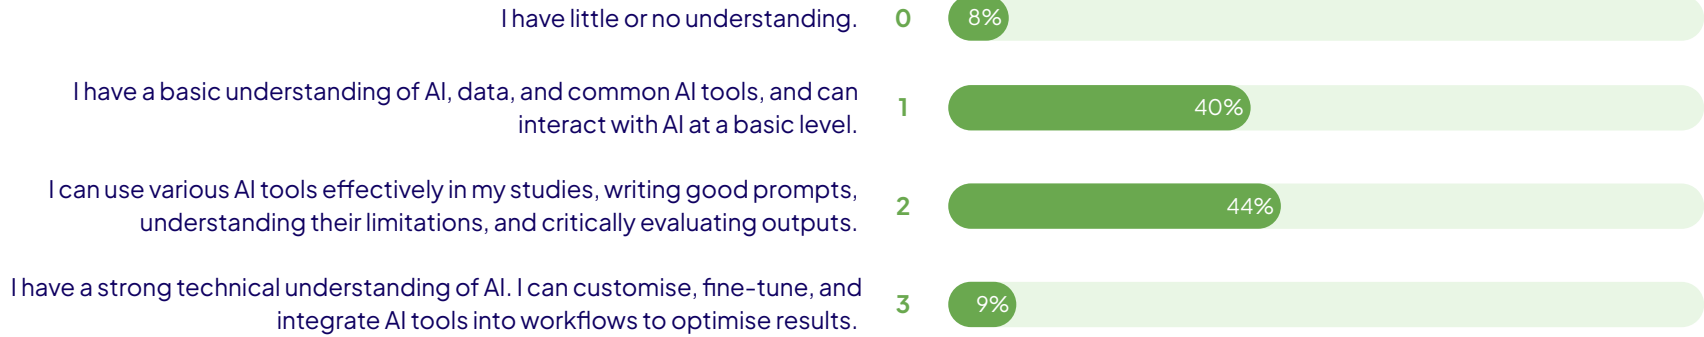 I have little or no understanding. 0 8%
I have a basic understanding of AI, data, and common AI tools, and can
interact with AI at a basic level.
1 40%
I can use various AI tools effectively in my studies, writing good prompts,
understanding their limitations, and critically evaluating outputs.
2 44%
I have a strong technical understanding of AI. I can customise, fine-tune, and
integrate AI tools into workflows to optimise results.
3 9%